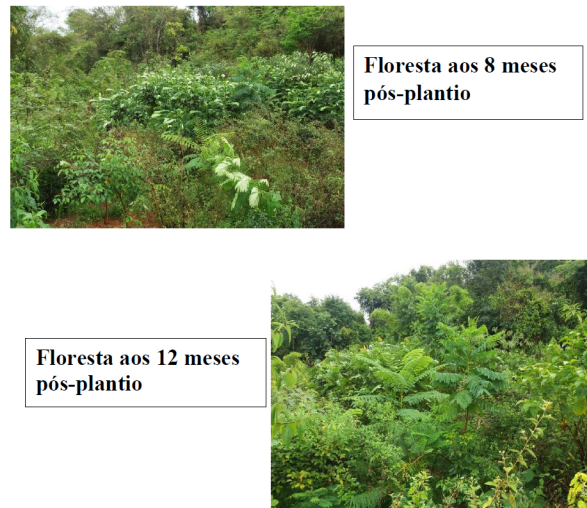 Floresta aos 8 meses
pós-plantio
Floresta aos 12 meses
pós-plantio